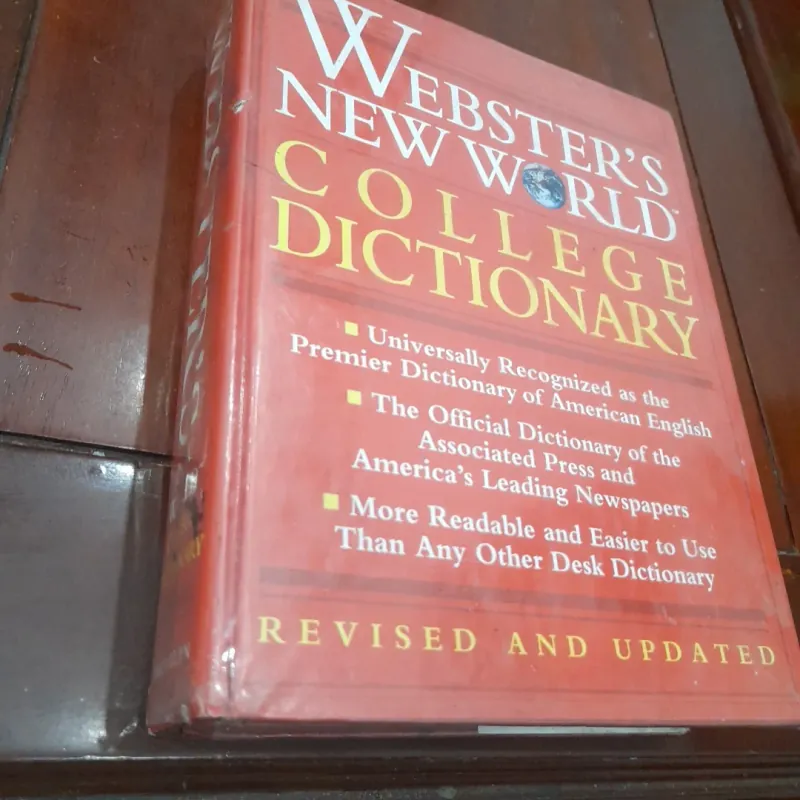 WEBSTER'S
NEW WORLD™
COLLEGE
DICTIONARY
■ Universally Recognized as the
Premier Dictionary of American English
■ The Official Dictionary of the
Associated Press and
America's Leading Newspapers
■ More Readable and Easier to Use
Than Any Other Desk Dictionary
REVISED AND UPDATED